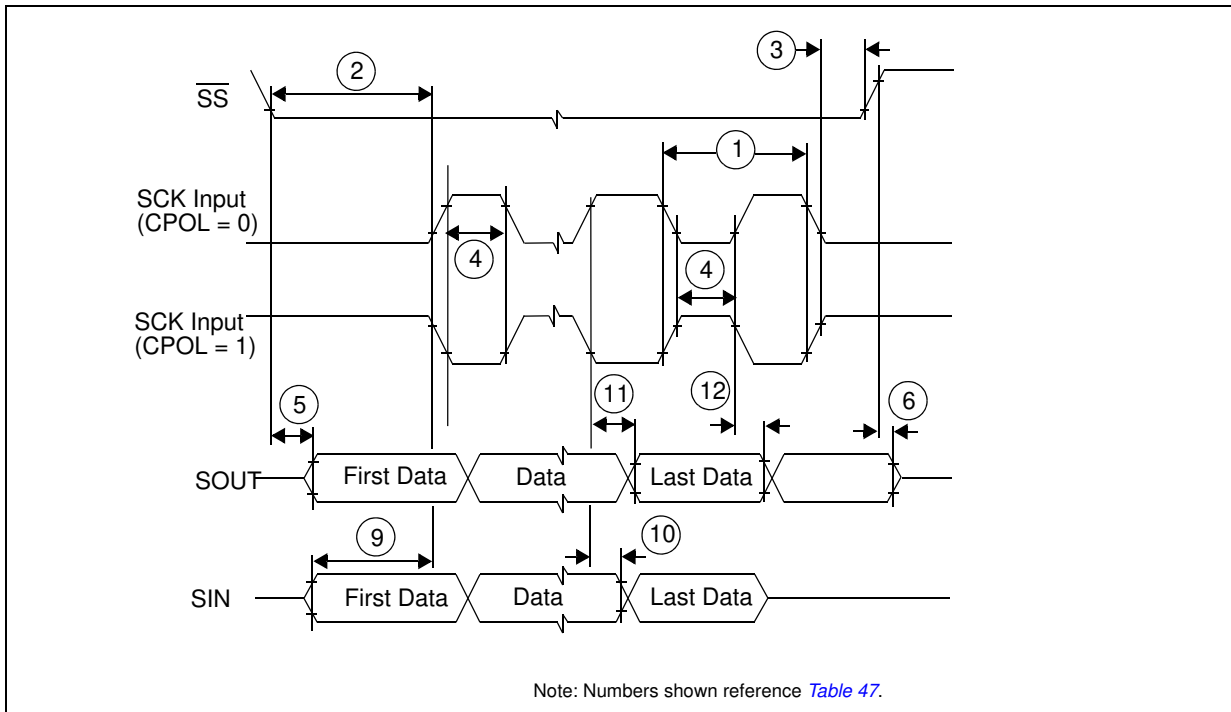 3
2
SS
1
SCK Input
(CPOL = 0)
4
4
SCK Input
(CPOL = 1)
5
11
12
6
SOUT
First Data
Data
Last Data
9
10
SIN
First Data
Data
Last Data
Note: Numbers shown reference Table 47.